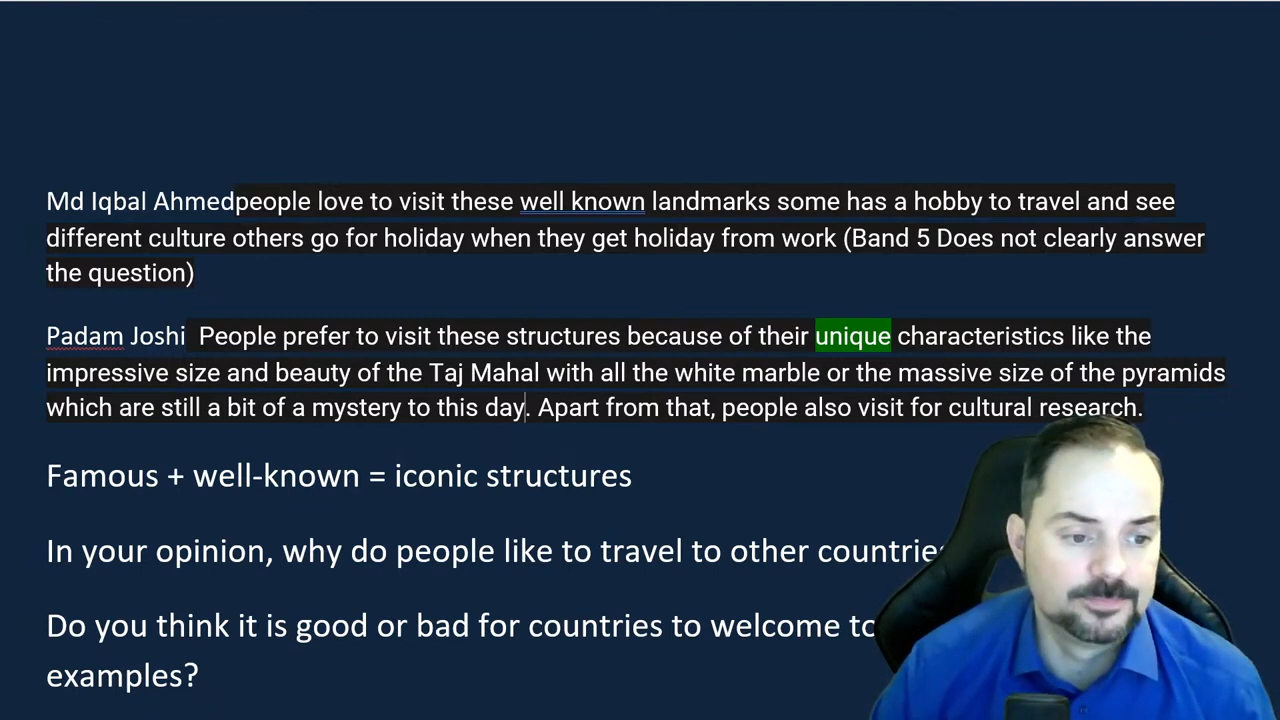 Md Iqbal Ahmedpeople love to visit these well known landmarks some has a hobby to travel and see
different culture others go for holiday when they get holiday from work (Band 5 Does not clearly answer
the question)
Padam Joshi  People prefer to visit these structures because of their unique characteristics like the
impressive size and beauty of the Taj Mahal with all the white marble or the massive size of the pyramids
which are still a bit of a mystery to this day. Apart from that, people also visit for cultural research.
Famous + well-known = iconic structures
In your opinion, why do people like to travel to other
Do you think it is good or bad for countries to welcome
examples?